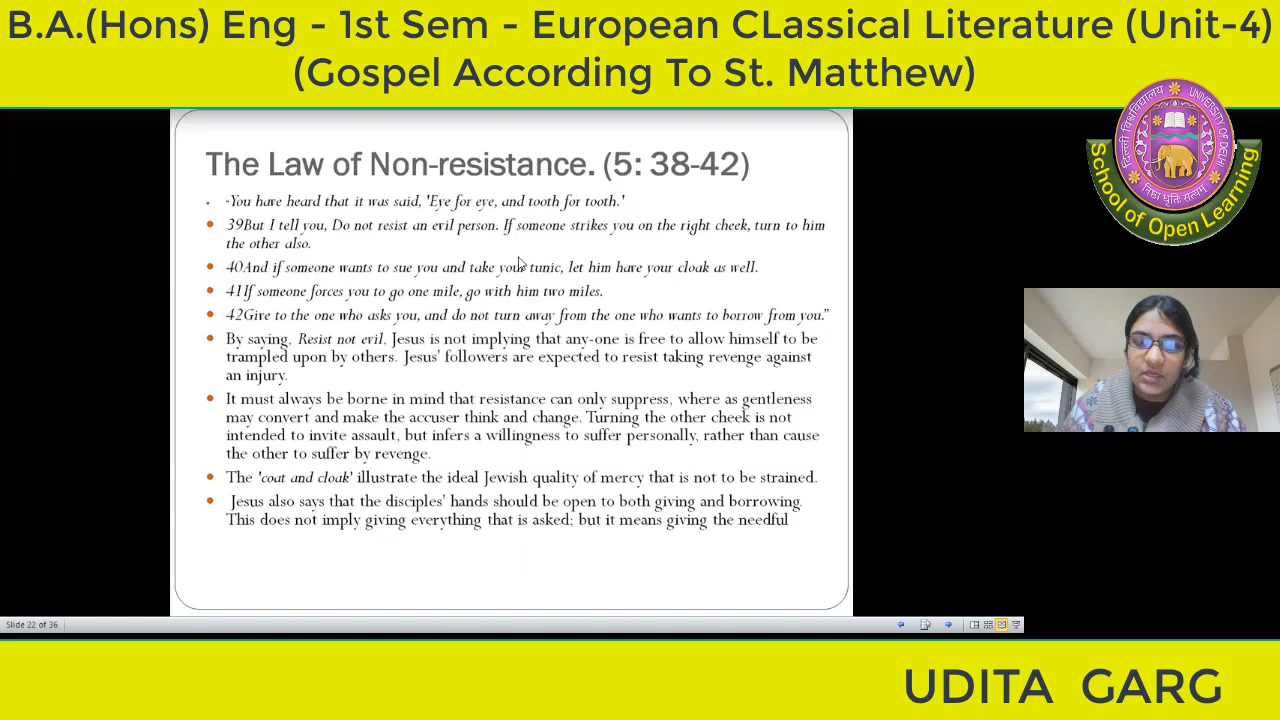 B.A.(Hons) Eng - 1st Sem - European CLassical Literature (Unit-4)
(Gospel According To St. Matthew)
The Law of Non-resistance. (5: 38-42)
-You have heard that it was said, 'Eye for eye, and tooth for tooth.'
39But I tell you, Do not resist an evil person. If someone strikes you on the right cheek, turn to him
the other also.
40And if someone wants to sue you and take your tunic, let him have your cloak as well.
41If someone forces you to go one mile, go with him two miles.
42Give to the one who asks you, and do not turn away from the one who wants to borrow from you."
By saying, Resist not evil, Jesus is not implying that any-one is free to allow himself to be
trampled upon by others. Jesus' followers are expected to resist taking revenge against
an injury.
It must always be borne in mind that resistance can only suppress, where as gentleness
may convert and make the accuser think and change. Turning the other cheek is not
intended to invite assault, but infers a willingness to suffer personally, rather than cause
the other to suffer by revenge.
The 'coat and cloak' illustrate the ideal Jewish quality of mercy that is not to be strained.
Jesus also says that the disciples' hands should be open to both giving and borrowing.
This does not imply giving everything that is asked; but it means giving the needful
Slide 22 of 36
दिल्ली विश्वविद्यालय
UNIVERSITY OF DELHI
निष्ठा धृतिः सत्यम्
School of Open Learning
UDITA GARG